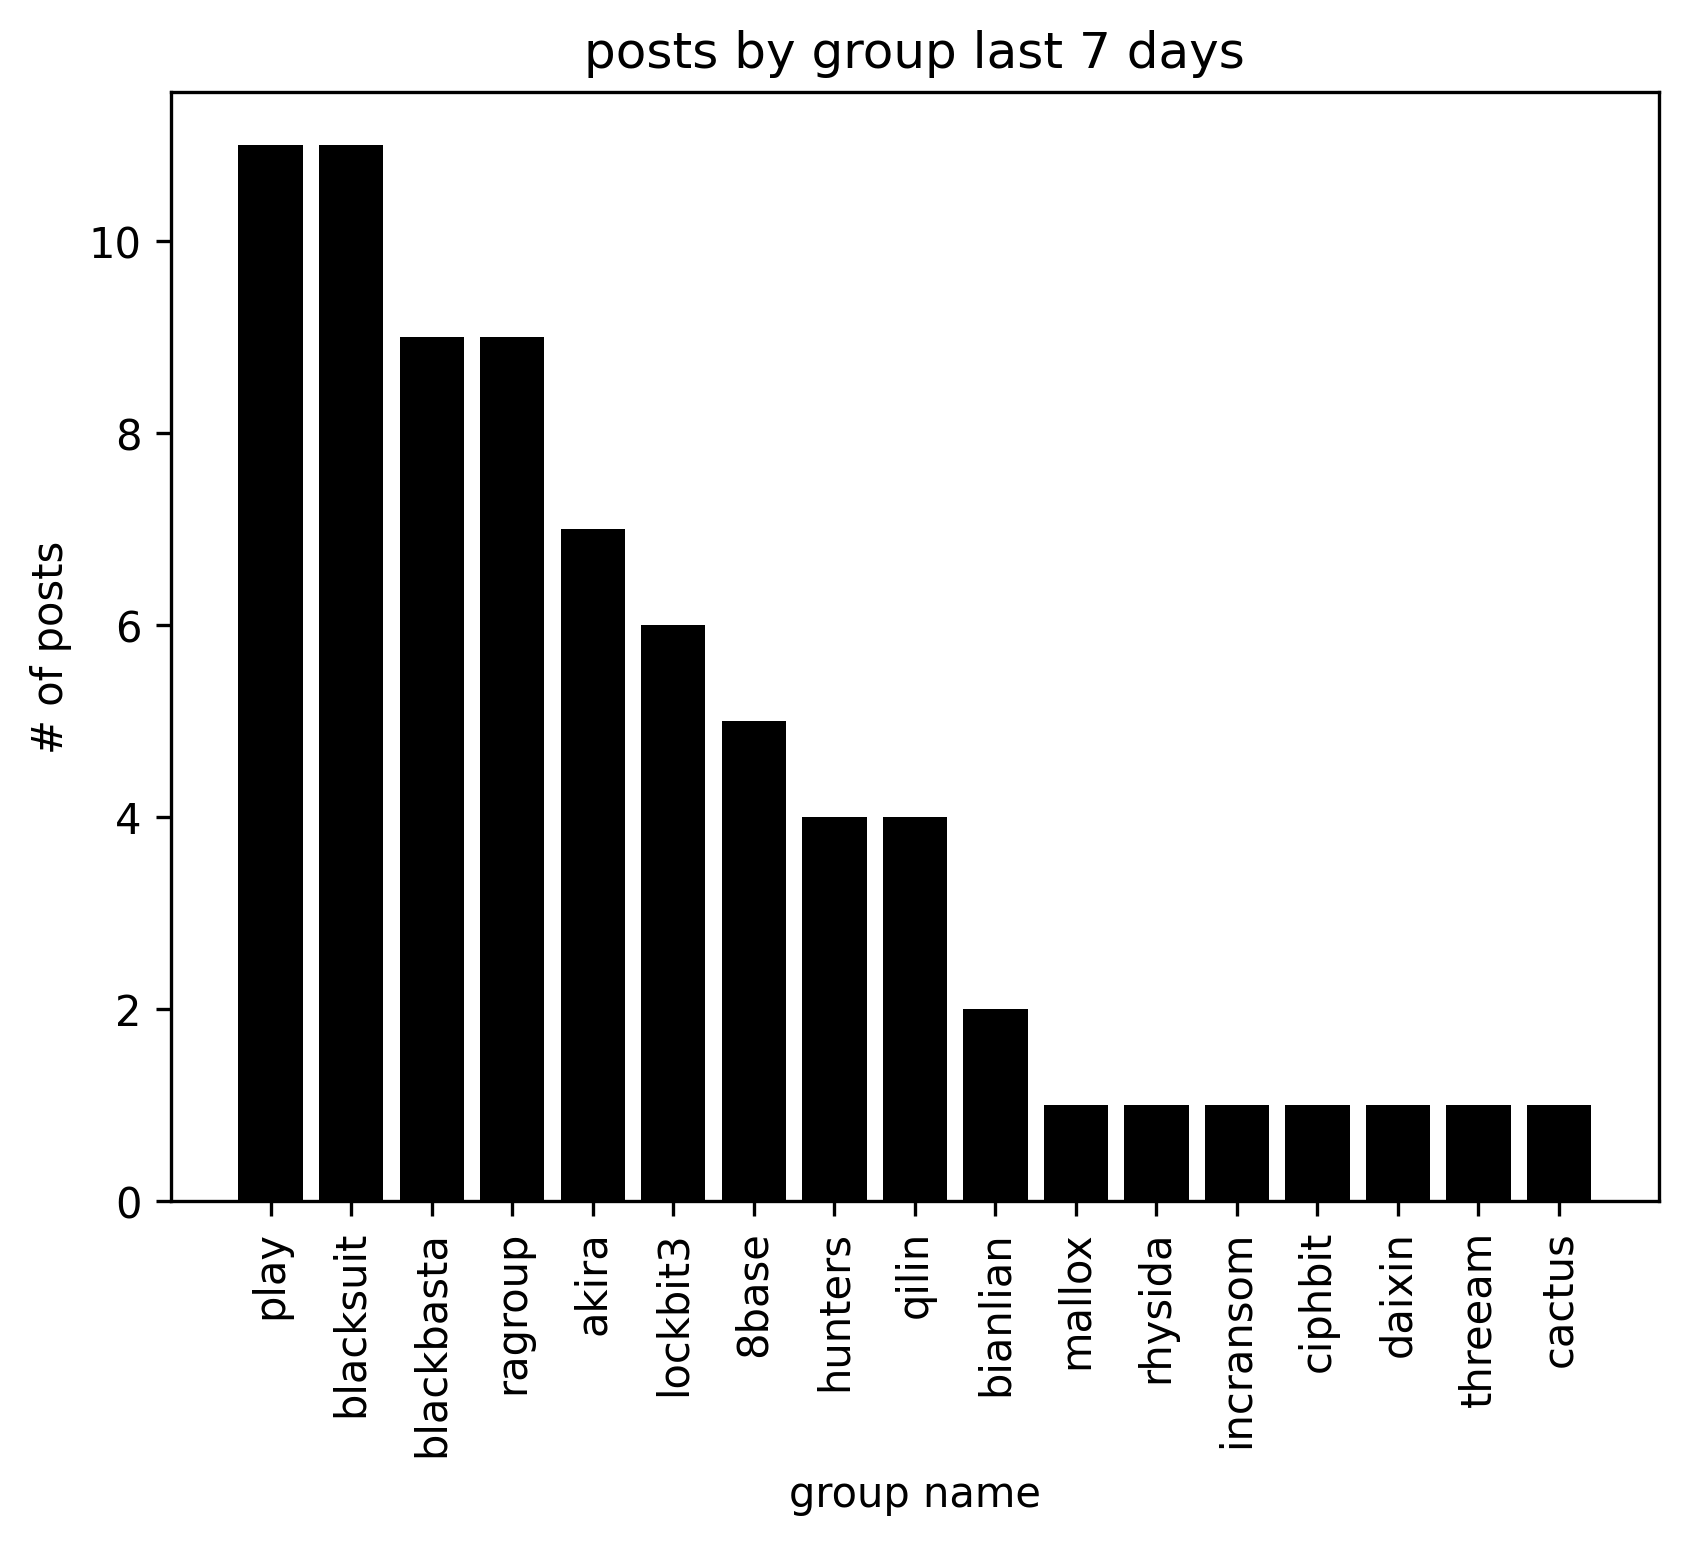 posts by group last 7 days
# of posts
10
8
6
4
2
0
play
blacksuit
blackbasta
ragroup
akira
lockbit3
8base
hunters
qilin
bianlian
mallox
rhysida
incransom
ciphbit
daixin
threeam
cactus
group name